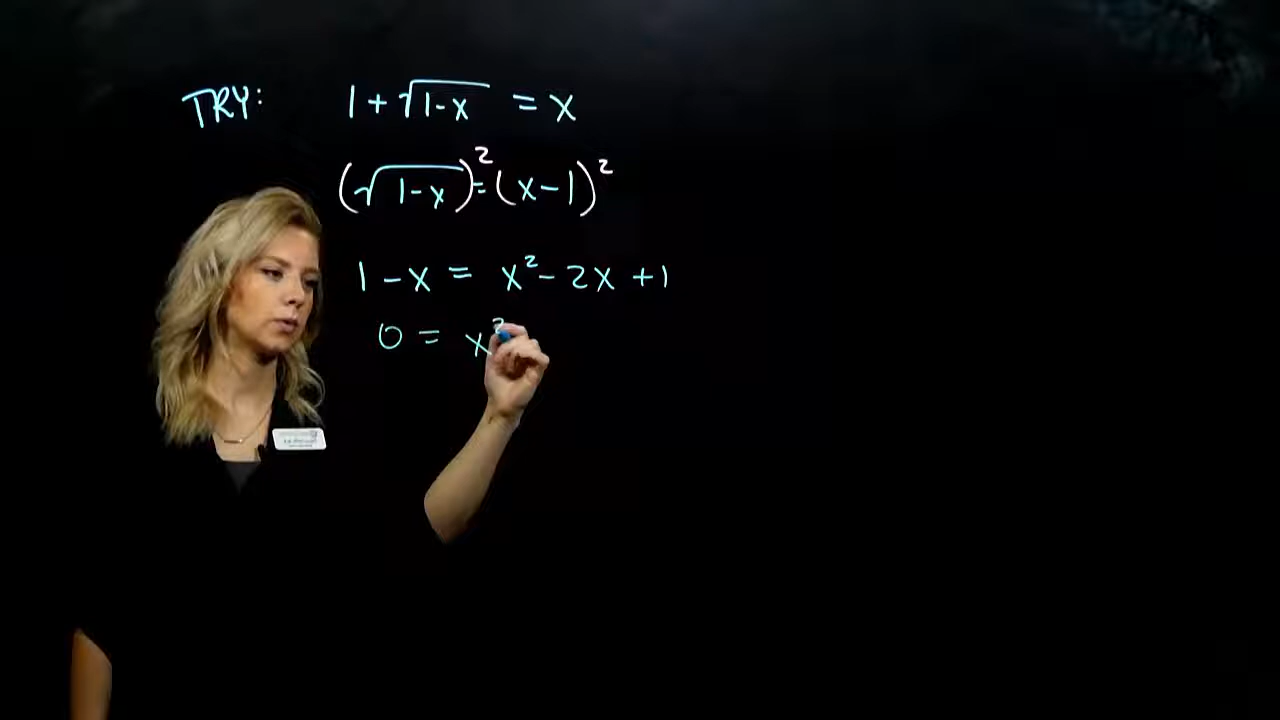 TRY: 1 + √(1-x) = x
(√(1-x))² = (x-1)²
1 - x = x² - 2x + 1
0 = x²